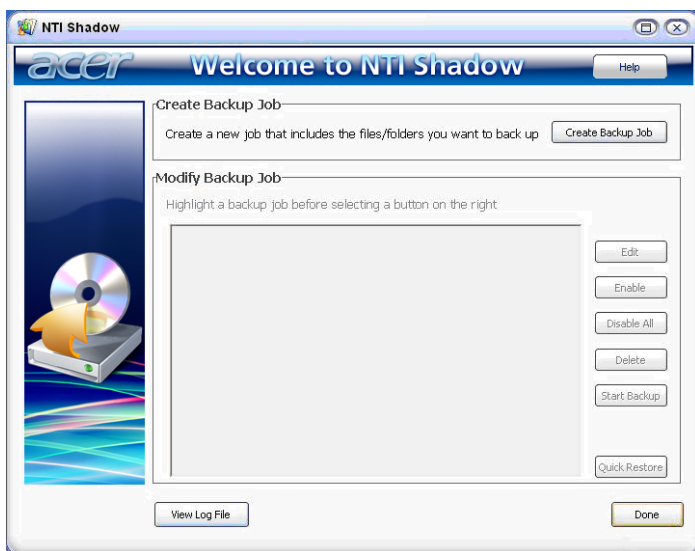 NTI Shadow
acer
Welcome to NTI Shadow
Help
Create Backup Job
Create a new job that includes the files/folders you want to back up
Create Backup Job
Modify Backup Job
Highlight a backup job before selecting a button on the right
Edit
Enable
Disable All
Delete
Start Backup
Quick Restore
View Log File
Done